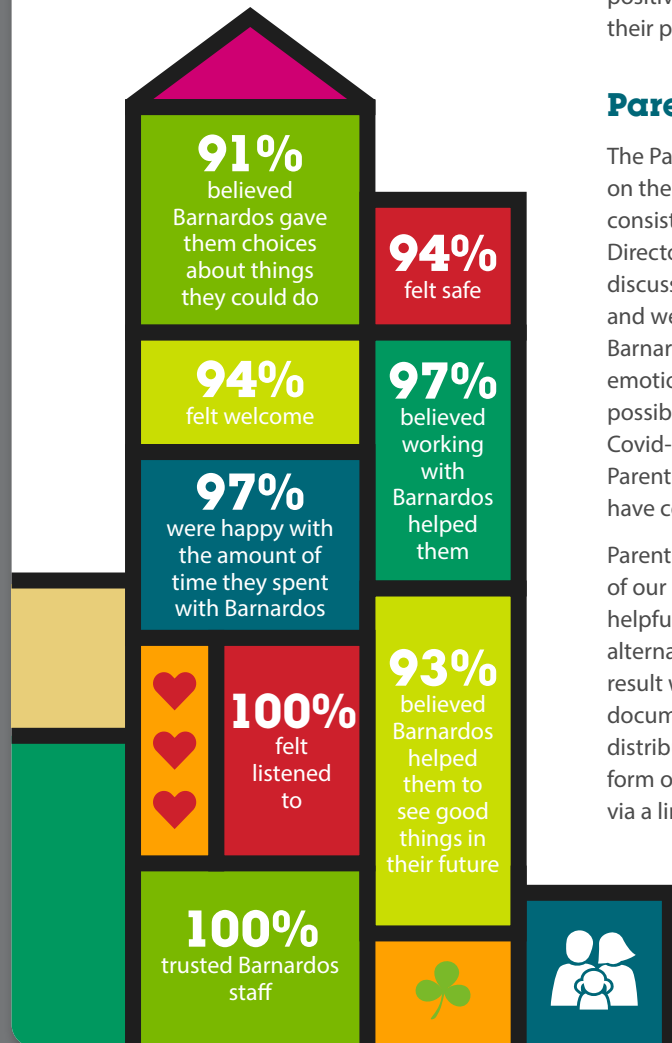 91%
believed
Barnardos gave
them choices
about things
they could do
94%
felt welcome
97%
were happy with
the amount of
time they spent
with Barnardos
100%
felt
listened
to
100%
trusted Barnardos
staff
94%
felt safe
97%
believed
working
with
Barnardos
helped
them
93%
believed
Barnardos
helped
them to
see good
things in
their future
their p
Pare
The Pa
on the
consist
Directo
discuss
and we
Barnar
emotio
possib
Covid-
Parent
have c
Parent
of our
helpfu
alterna
result
docum
distrib
form o
via a li